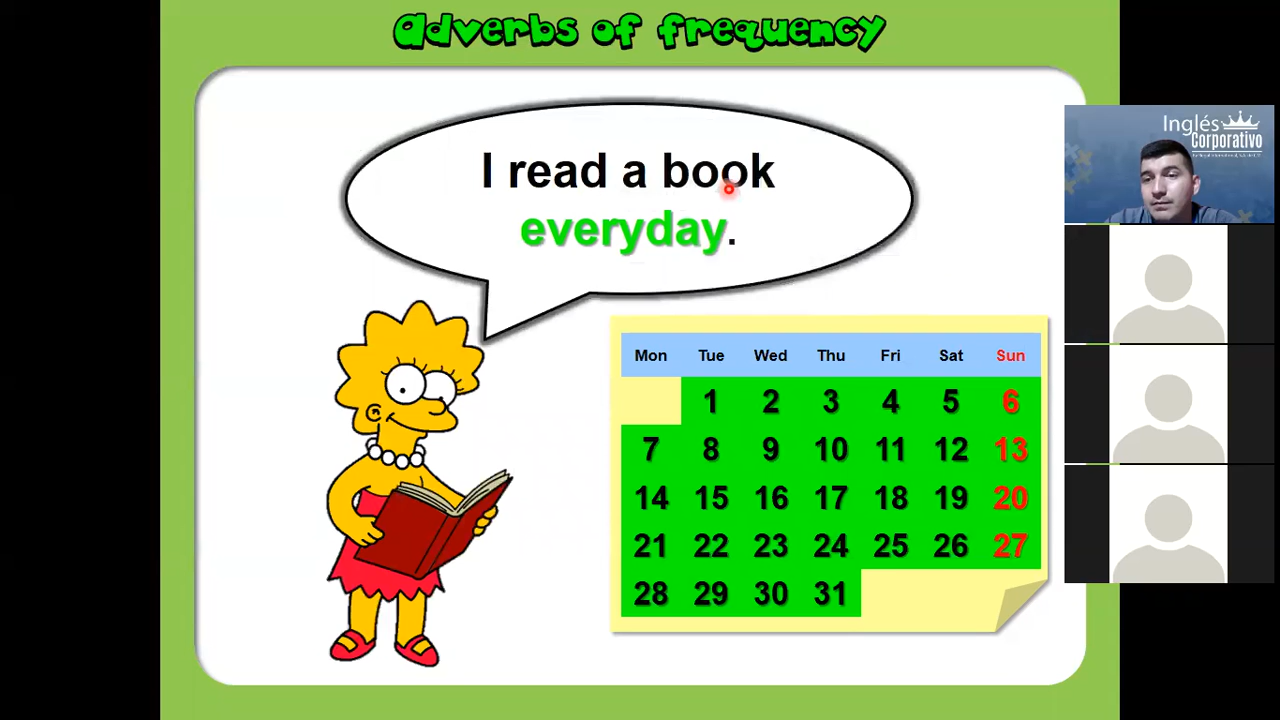 Adverbs of frequency
I read a book
everyday.
Inglés
Corporativo
Mon Tue Wed Thu Fri Sat Sun
1 2 3 4 5 6
7 8 9 10 11 12 13
14 15 16 17 18 19 20
21 22 23 24 25 26 27
28 29 30 31